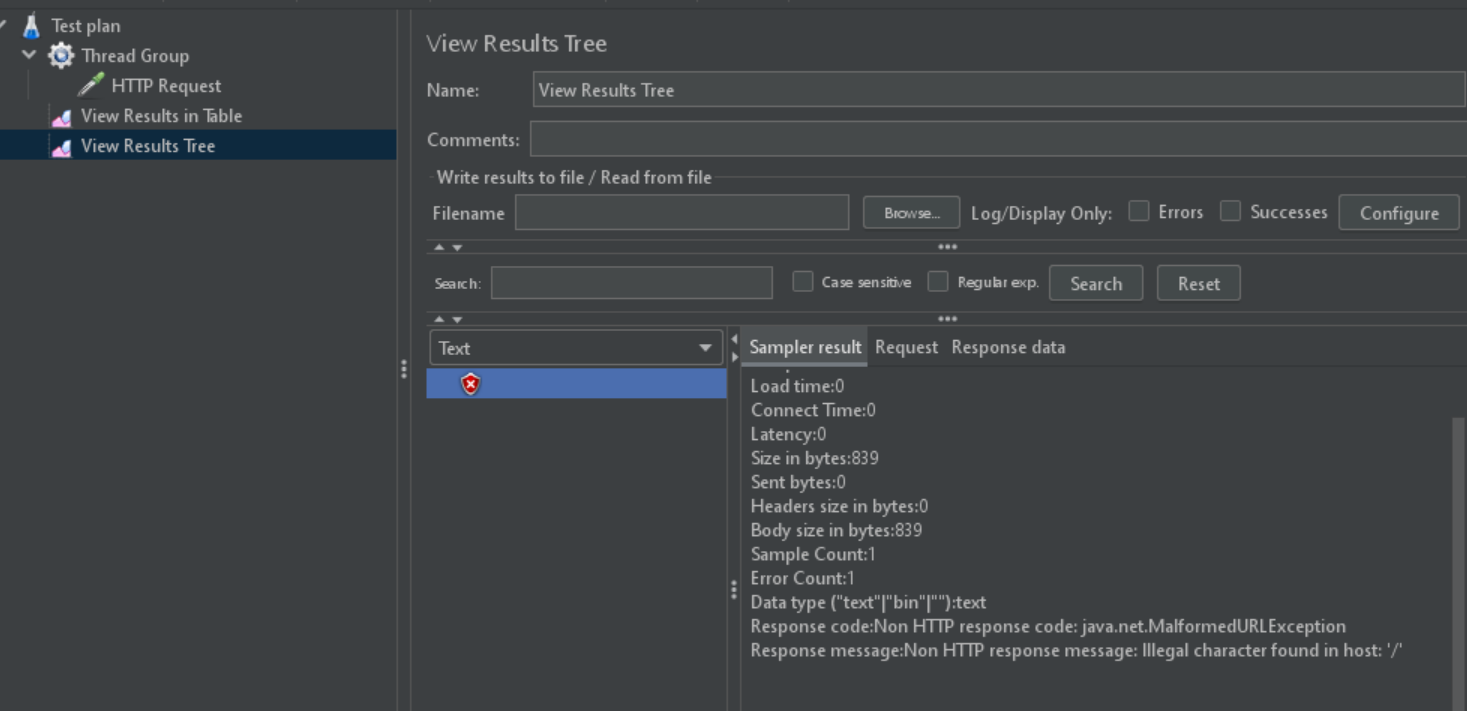 Test plan
Thread Group
HTTP Request
View Results in Table
View Results Tree
View Results Tree
Name: View Results Tree
Comments:
Write results to file / Read from file
Filename Browse... Log/Display Only: Errors Successes Configure
Search: Case sensitive Regular exp. Search Reset
Text
Sampler result Request Response data
Load time:0
Connect Time:0
Latency:0
Size in bytes:839
Sent bytes:0
Headers size in bytes:0
Body size in bytes:839
Sample Count:1
Error Count:1
Data type ("text"|"bin"|""):text
Response code:Non HTTP response code: java.net.MalformedURLException
Response message:Non HTTP response message: Illegal character found in host: '/'